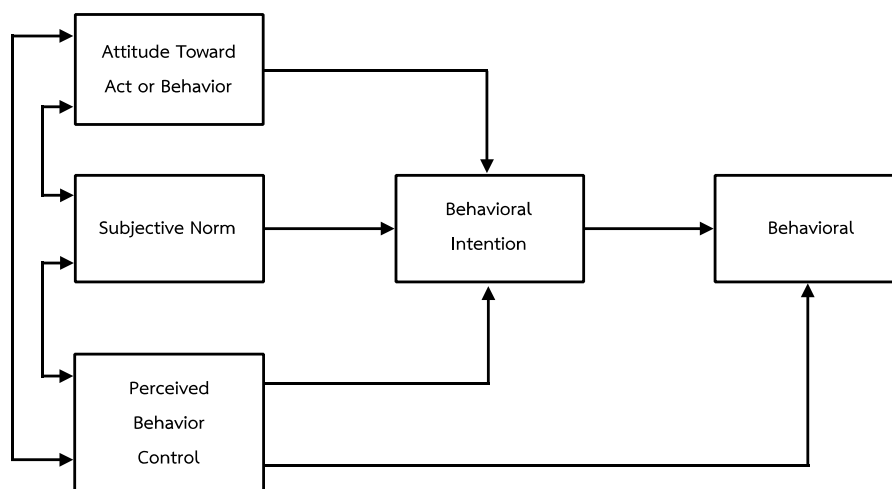 Attitude Toward
Act or Behavior
Subjective Norm
Behavioral
Intention
Behavioral
Perceived
Behavior
Control